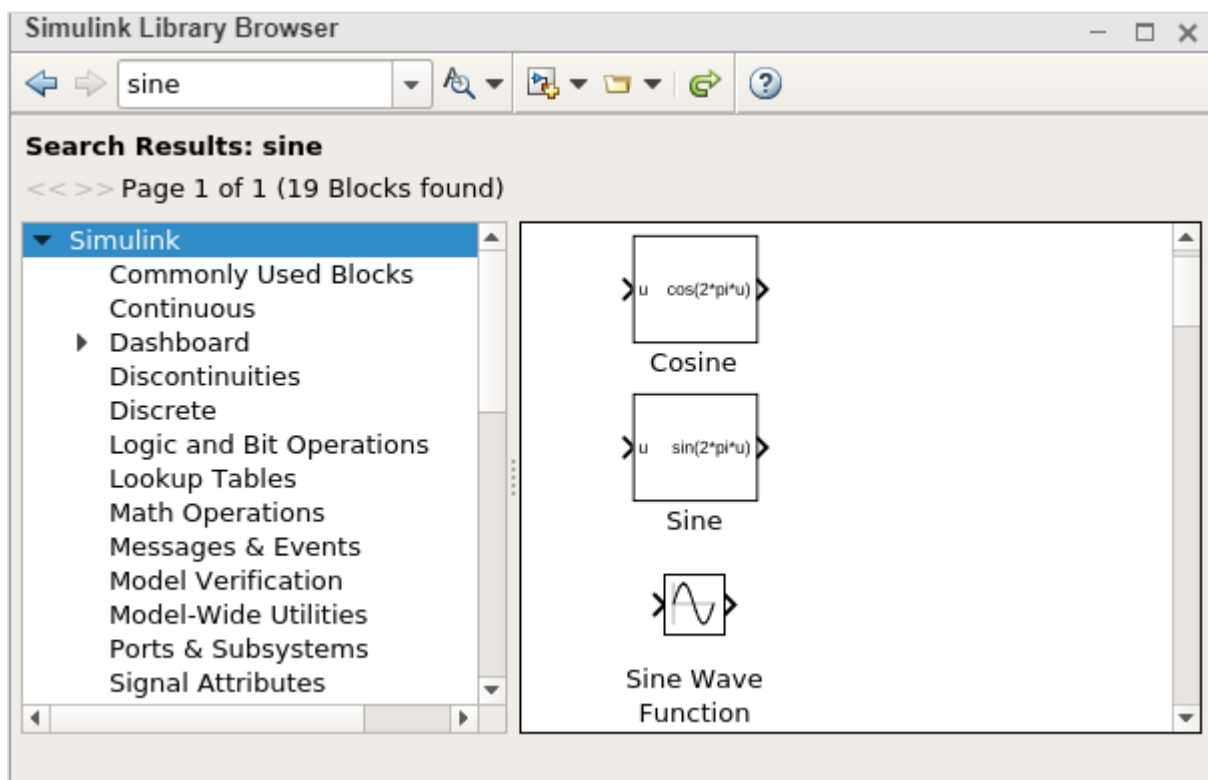 Simulink Library Browser
sine
Search Results: sine
<< >> Page 1 of 1 (19 Blocks found)
Simulink
Commonly Used Blocks
Continuous
Dashboard
Discontinuities
Discrete
Logic and Bit Operations
Lookup Tables
Math Operations
Messages & Events
Model Verification
Model-Wide Utilities
Ports & Subsystems
Signal Attributes
u cos(2*pi*u)
Cosine
u sin(2*pi*u)
Sine
Sine Wave
Function